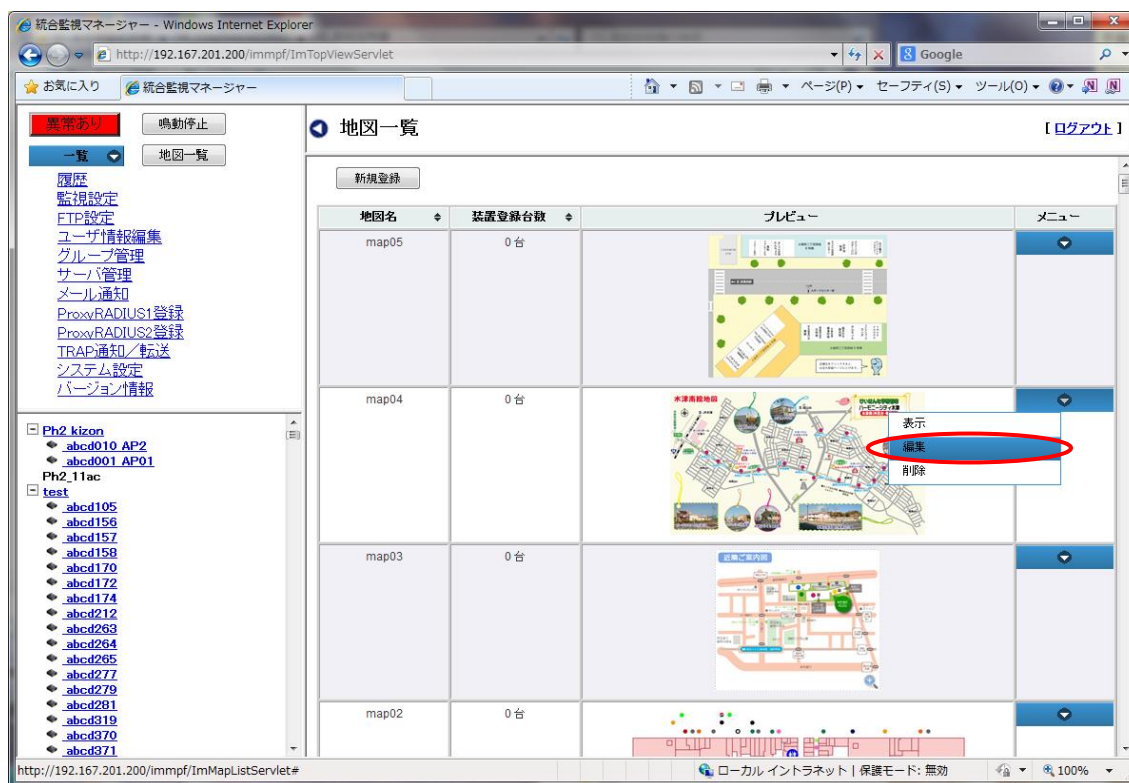 統合監視マネージャー - Windows Internet Explorer
http://192.167.201.200/immpf/ImTopViewServlet
Google
お気に入り
統合監視マネージャー
ページ(P)
セーフティ(S)
ツール(O)
異常あり
鳴動停止
一覧
地図一覧
履歴
監視設定
FTP設定
ユーザ情報編集
グループ管理
サーバ管理
メール通知
ProxyRADIUS1登録
ProxyRADIUS2登録
TRAP通知/転送
システム設定
バージョン情報
Ph2 kizon
abcd010 AP2
abcd001 AP01
Ph2_11ac
test
abcd105
abcd156
abcd157
abcd158
abcd170
abcd172
abcd174
abcd212
abcd263
abcd264
abcd265
abcd277
abcd279
abcd281
abcd319
abcd370
abcd371
地図一覧
[ ログアウト ]
新規登録
地図名 装置登録台数 プレビュー メニュー
map05 0 台
map04 0 台
木津南館地図
表示
編集
削除
map03 0 台
近隣ご案内図
map02 0 台
http://192.167.201.200/immpf/ImMapListServlet#
ローカル イントラネット | 保護モード: 無効
100%